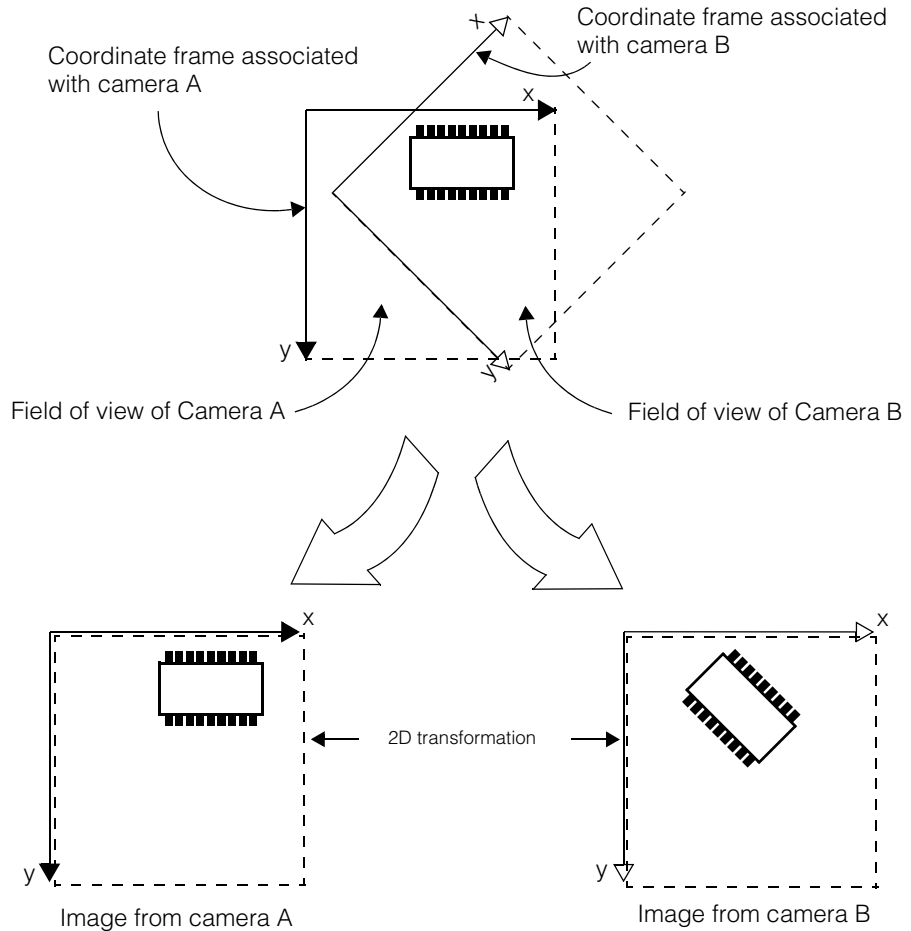 Coordinate frame associated
with camera B
Coordinate frame associated
with camera A
x
x
y
y
Field of view of Camera A
Field of view of Camera B
x
x
2D transformation
y
y
Image from camera A
Image from camera B